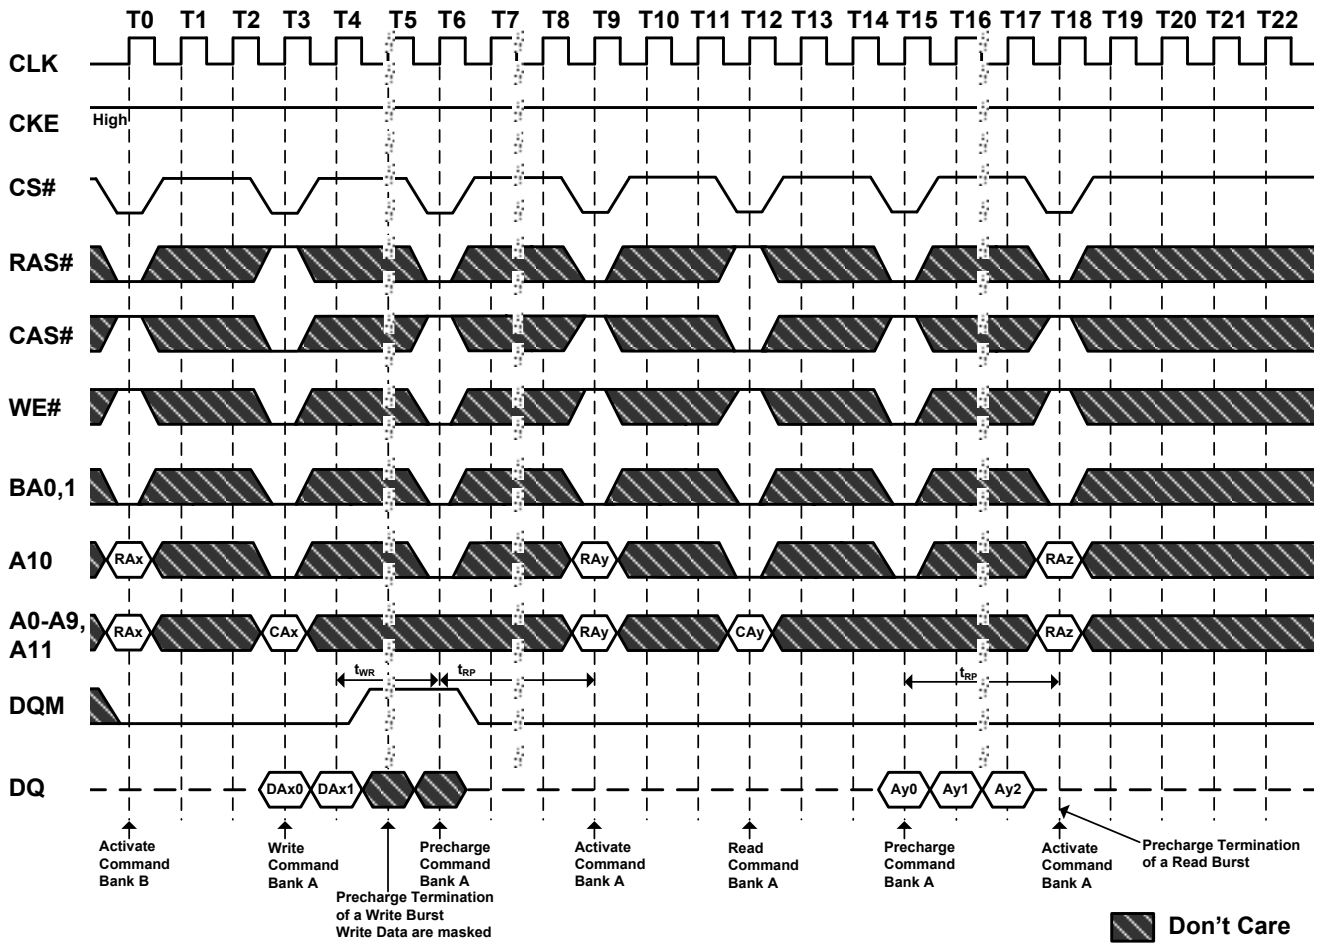 T0 T1 T2 T3 T4 T5 T6 T7 T8 T9 T10 T11 T12 T13 T14 T15 T16 T17 T18 T19 T20 T21 T22
CLK
CKE High
CS#
RAS#
CAS#
WE#
BA0,1
A10 RAx RAy RAz
A0-A9,
A11 RAx CAx RAy CAy RAz
tWR tRP tRP
DQM
DQ DAx0 DAx1 Ay0 Ay1 Ay2
Activate
Command
Bank B
Write
Command
Bank A
Precharge Termination
of a Write Burst
Write Data are masked
Precharge
Command
Bank A
Activate
Command
Bank A
Read
Command
Bank A
Precharge
Command
Bank A
Activate
Command
Bank A
Precharge Termination
of a Read Burst
Don't Care